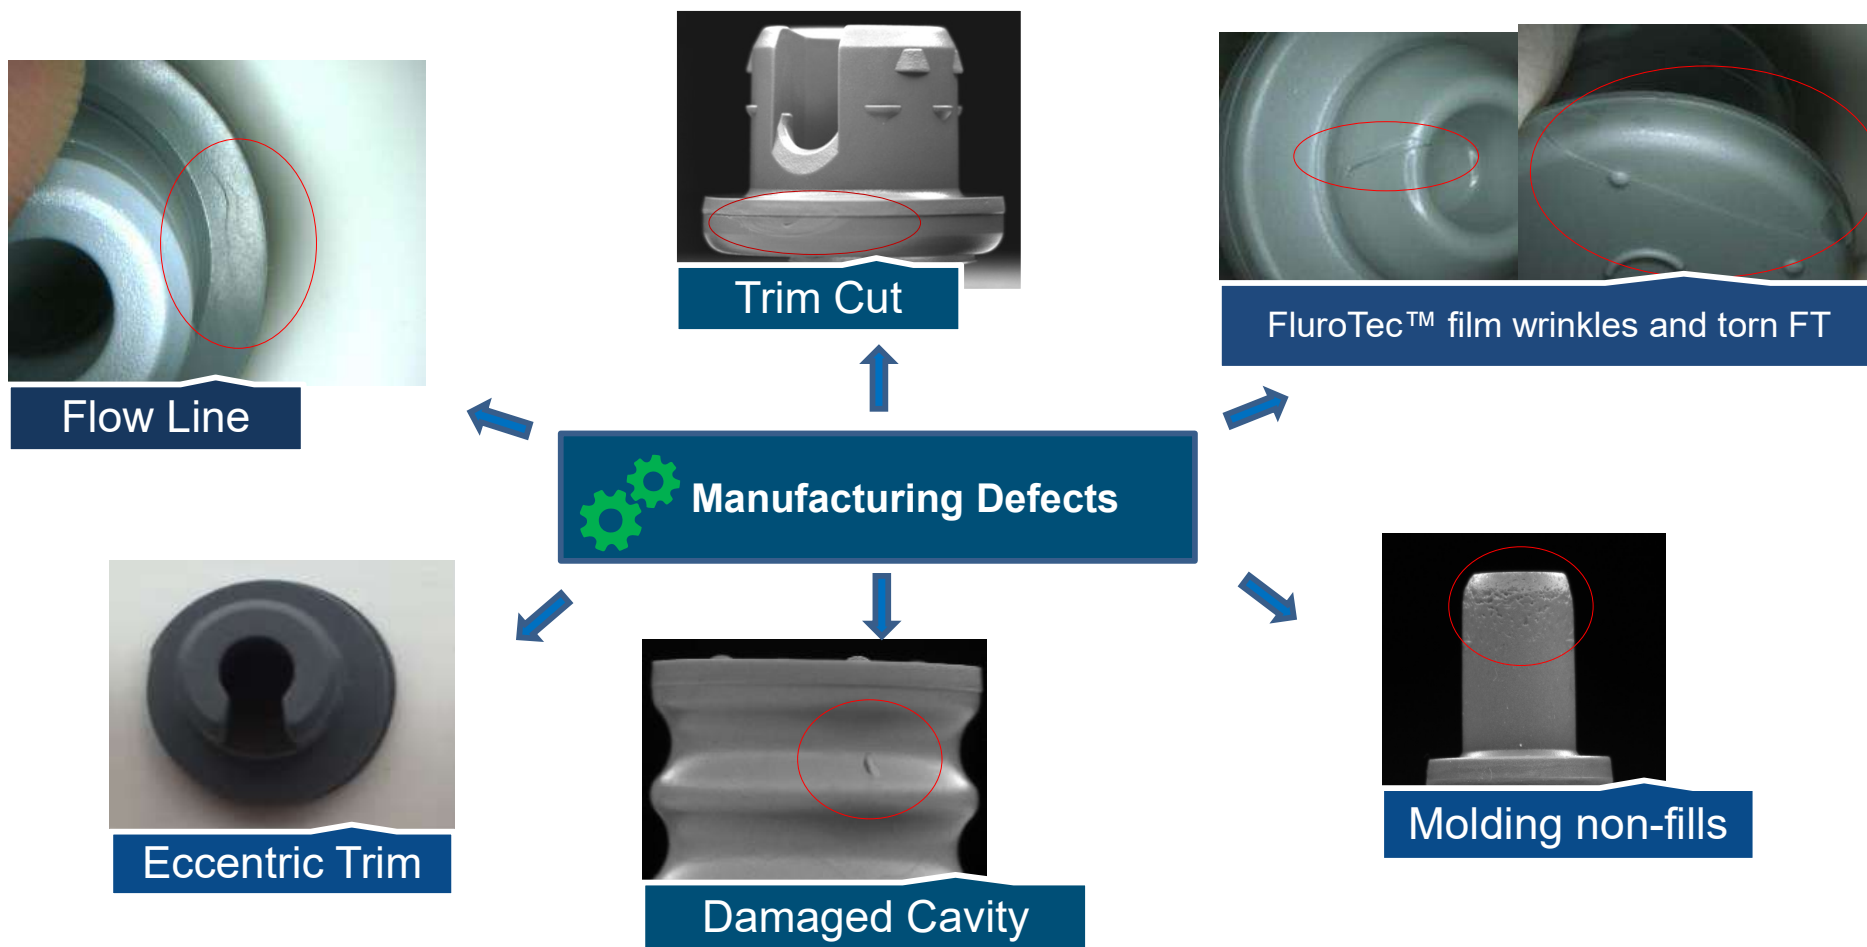 Trim Cut
FluroTec™ film wrinkles and torn FT
Flow Line
Manufacturing Defects
Eccentric Trim
Damaged Cavity
Molding non-fills